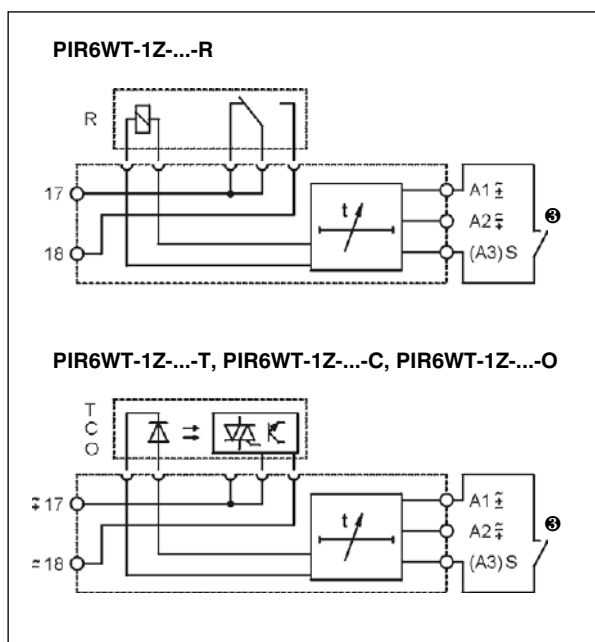 PIR6WT-1Z-...-R
R
17
18
t
A1 ±
A2 ∓
(A3) S
❸
PIR6WT-1Z-...-T, PIR6WT-1Z-...-C, PIR6WT-1Z-...-O
T
C
O
17
18
t
A1 ±
A2 ∓
(A3) S
❸